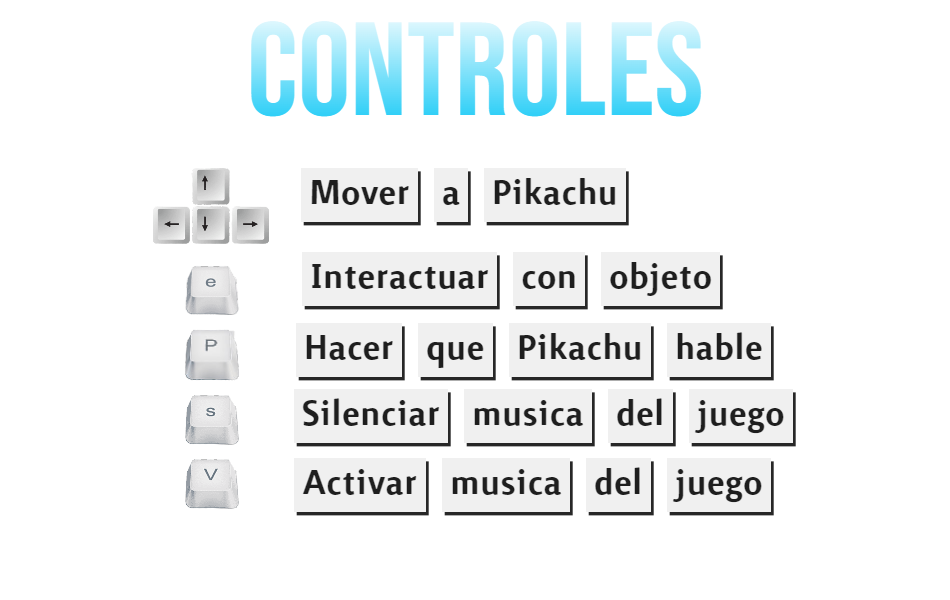 CONTROLES
↑
← ↓ →
Mover a Pikachu
e Interactuar con objeto
P Hacer que Pikachu hable
s Silenciar musica del juego
V Activar musica del juego